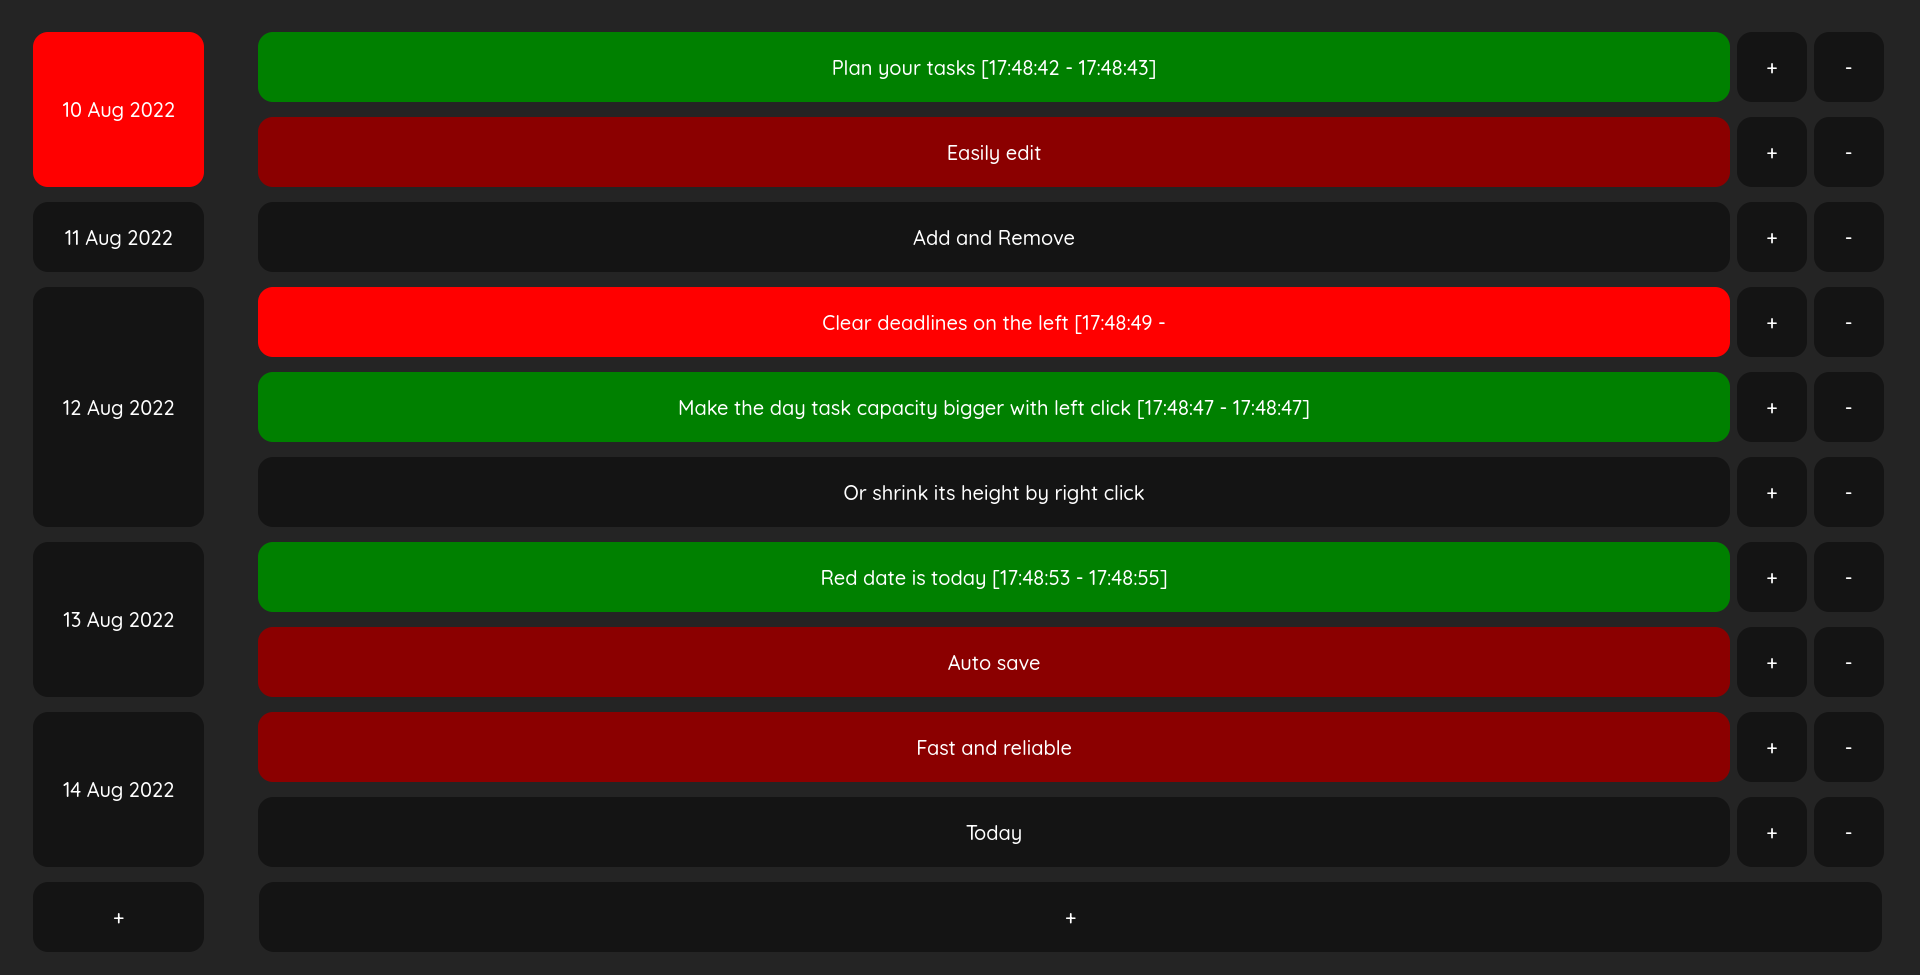 10 Aug 2022
Plan your tasks [17:48:42 - 17:48:43]
+
-
Easily edit
+
-
11 Aug 2022
Add and Remove
+
-
12 Aug 2022
Clear deadlines on the left [17:48:49 -
+
-
Make the day task capacity bigger with left click [17:48:47 - 17:48:47]
+
-
Or shrink its height by right click
+
-
13 Aug 2022
Red date is today [17:48:53 - 17:48:55]
+
-
Auto save
+
-
14 Aug 2022
Fast and reliable
+
-
Today
+
-
+
+